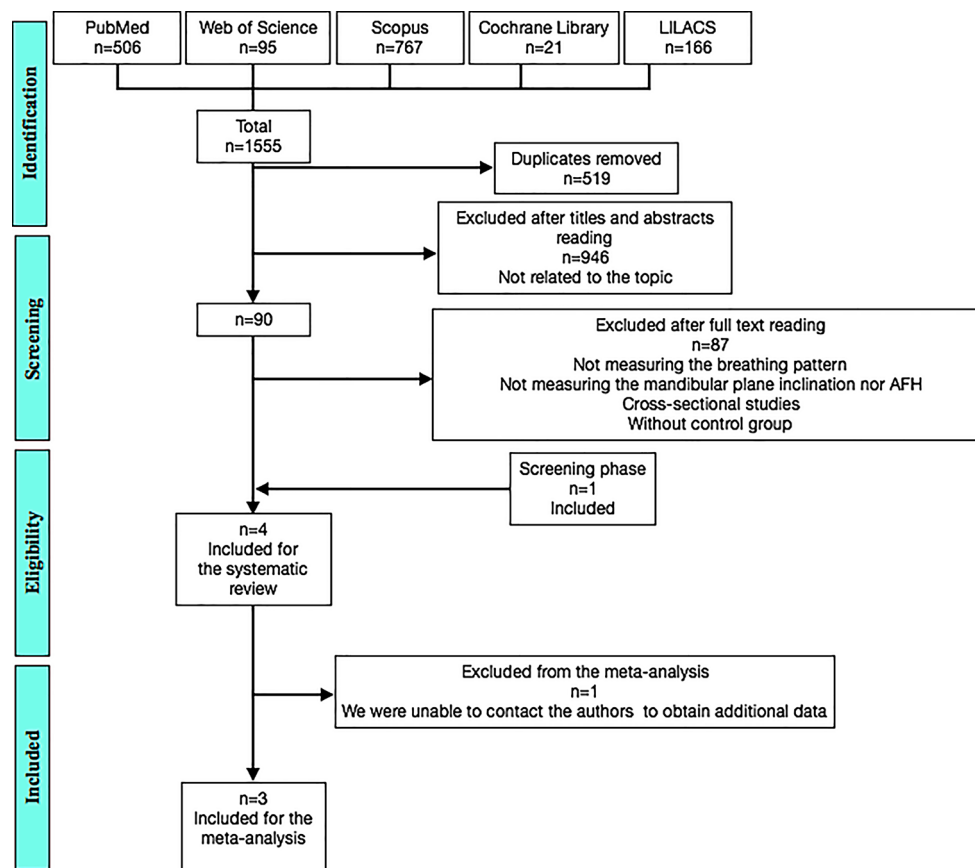 PubMed
n=506
Web of Science
n=95
Scopus
n=767
Cochrane Library
n=21
LILACS
n=166
Identification
Total
n=1555
Duplicates removed
n=519
Excluded after titles and abstracts
reading
n=946
Not related to the topic
Screening
n=90
Excluded after full text reading
n=87
Not measuring the breathing pattern
Not measuring the mandibular plane inclination nor AFH
Cross-sectional studies
Without control group
Eligibility
Screening phase
n=1
Included
n=4
Included for
the systematic
review
Included
Excluded from the meta-analysis
n=1
We were unable to contact the authors to obtain additional data
n=3
Included for the
meta-analysis